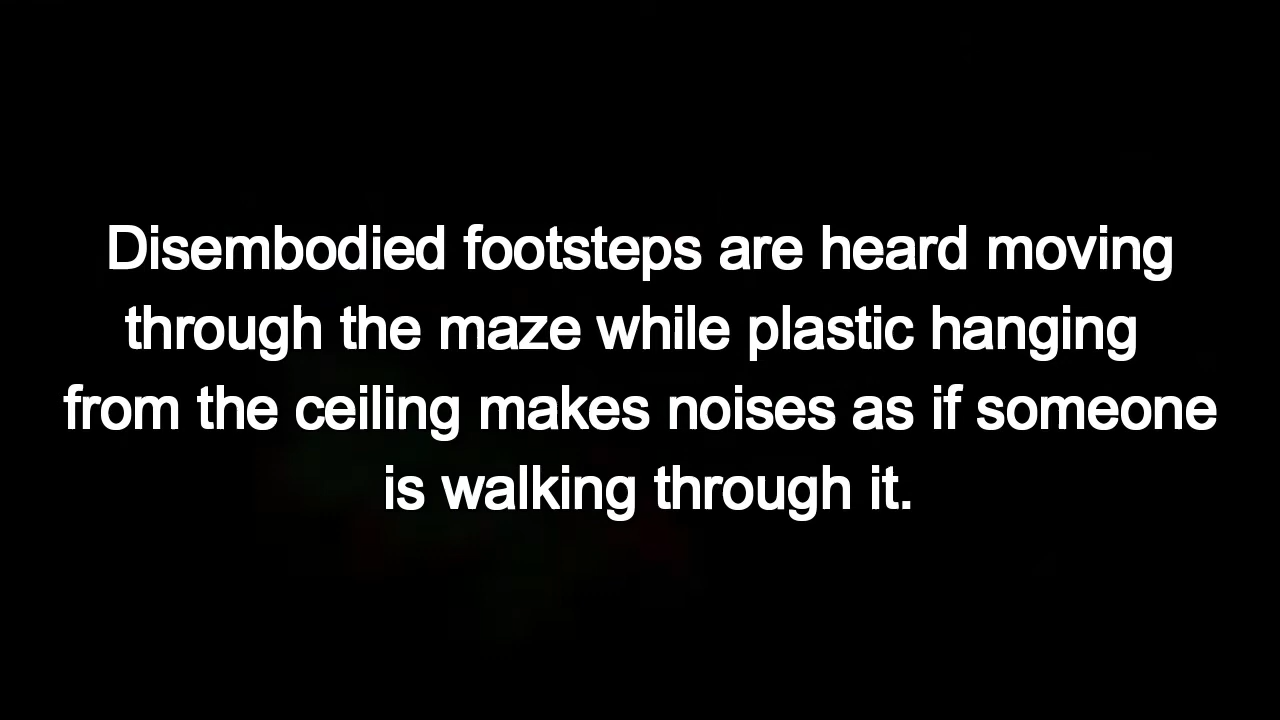 Disembodied footsteps are heard moving
through the maze while plastic hanging
from the ceiling makes noises as if someone
is walking through it.